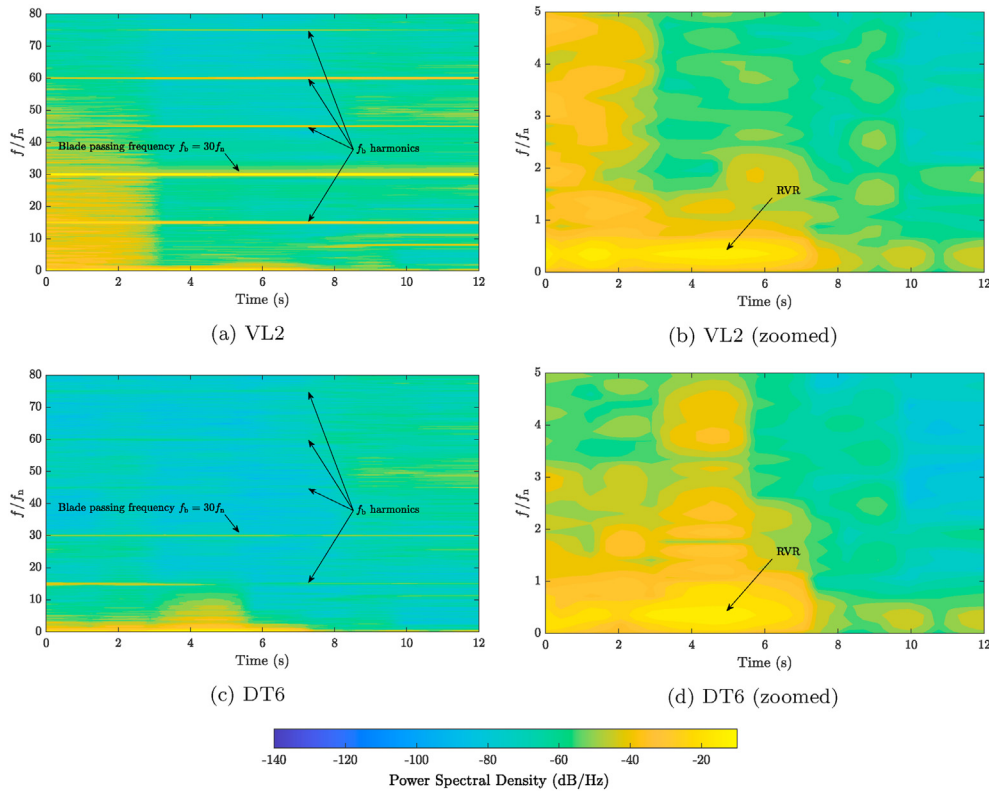 80
70
60
50
40
30
20
10
0
f/fn
Blade passing frequency fb = 30fn
fb harmonics
0 2 4 6 8 10 12
Time (s)
(a) VL2
5
4
3
2
1
0
f/fn
RVR
0 2 4 6 8 10 12
Time (s)
(b) VL2 (zoomed)
80
70
60
50
40
30
20
10
0
f/fn
Blade passing frequency fb = 30fn
fb harmonics
0 2 4 6 8 10 12
Time (s)
(c) DT6
5
4
3
2
1
0
f/fn
RVR
0 2 4 6 8 10 12
Time (s)
(d) DT6 (zoomed)
-140 -120 -100 -80 -60 -40 -20
Power Spectral Density (dB/Hz)